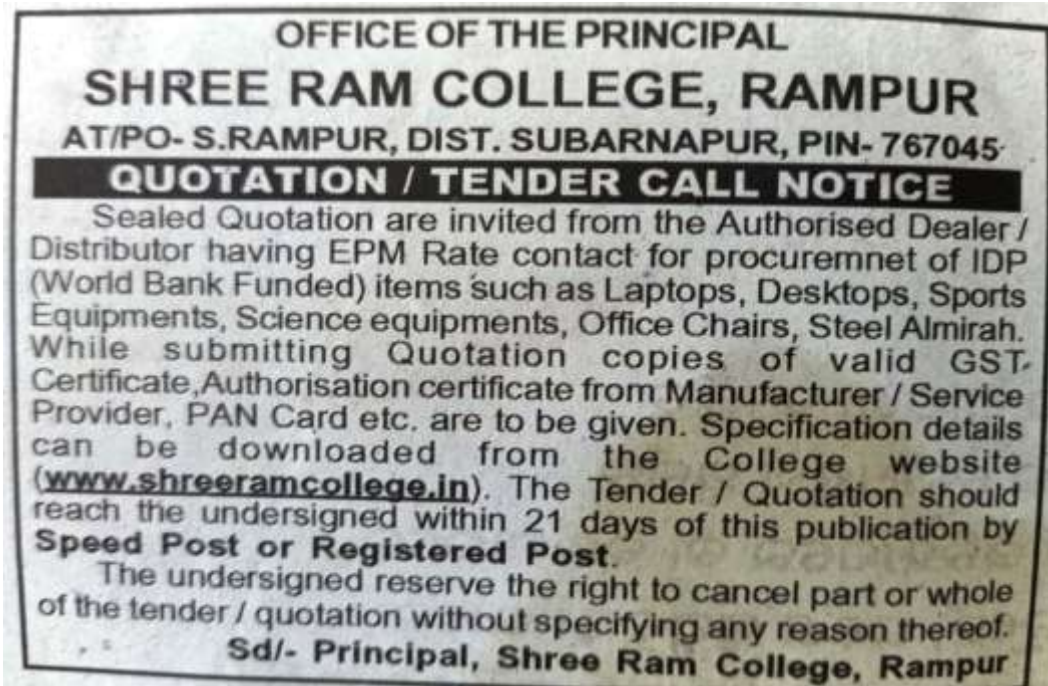 OFFICE OF THE PRINCIPAL
SHREE RAM COLLEGE, RAMPUR
AT/PO- S.RAMPUR, DIST. SUBARNAPUR, PIN- 767045
QUOTATION / TENDER CALL NOTICE
Sealed Quotation are invited from the Authorised Dealer /
Distributor having EPM Rate contact for procuremnet of IDP
(World Bank Funded) items such as Laptops, Desktops, Sports
Equipments, Science equipments, Office Chairs, Steel Almirah.
While submitting Quotation copies of valid GST
Certificate,Authorisation certificate from Manufacturer / Service
Provider, PAN Card etc. are to be given. Specification details
can be downloaded from the College website
(www.shreeramcollege.in). The Tender / Quotation should
reach the undersigned within 21 days of this publication by
Speed Post or Registered Post.
The undersigned reserve the right to cancel part or whole
of the tender / quotation without specifying any reason thereof.
Sd/- Principal, Shree Ram College, Rampur